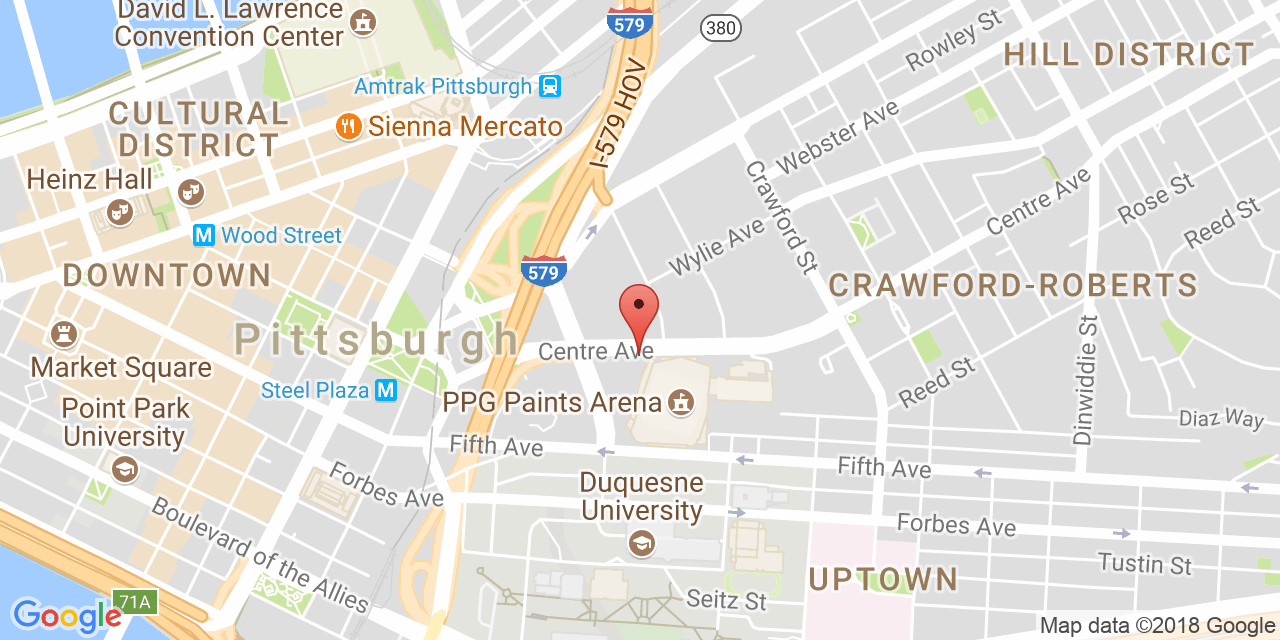 David L. Lawrence
Convention Center
579
380
Rowley St
HILL DISTRICT
Amtrak Pittsburgh
I-579 HOV
CULTURAL
DISTRICT
Sienna Mercato
Webster Ave
Heinz Hall
Crawford St
Centre Ave
Rose St
Reed St
M Wood Street
Wylie Ave
DOWNTOWN
579
CRAWFORD-ROBERTS
Pittsburgh
Market Square
Centre Ave
Dinwiddie St
Steel Plaza M
PPG Paints Arena
Reed St
Point Park
University
Diaz Way
Fifth Ave
Fifth Ave
Forbes Ave
Duquesne
University
Boulevard of the Allies
Forbes Ave
Tustin St
UPTOWN
Seitz St
71A
Google
Map data ©2018 Google